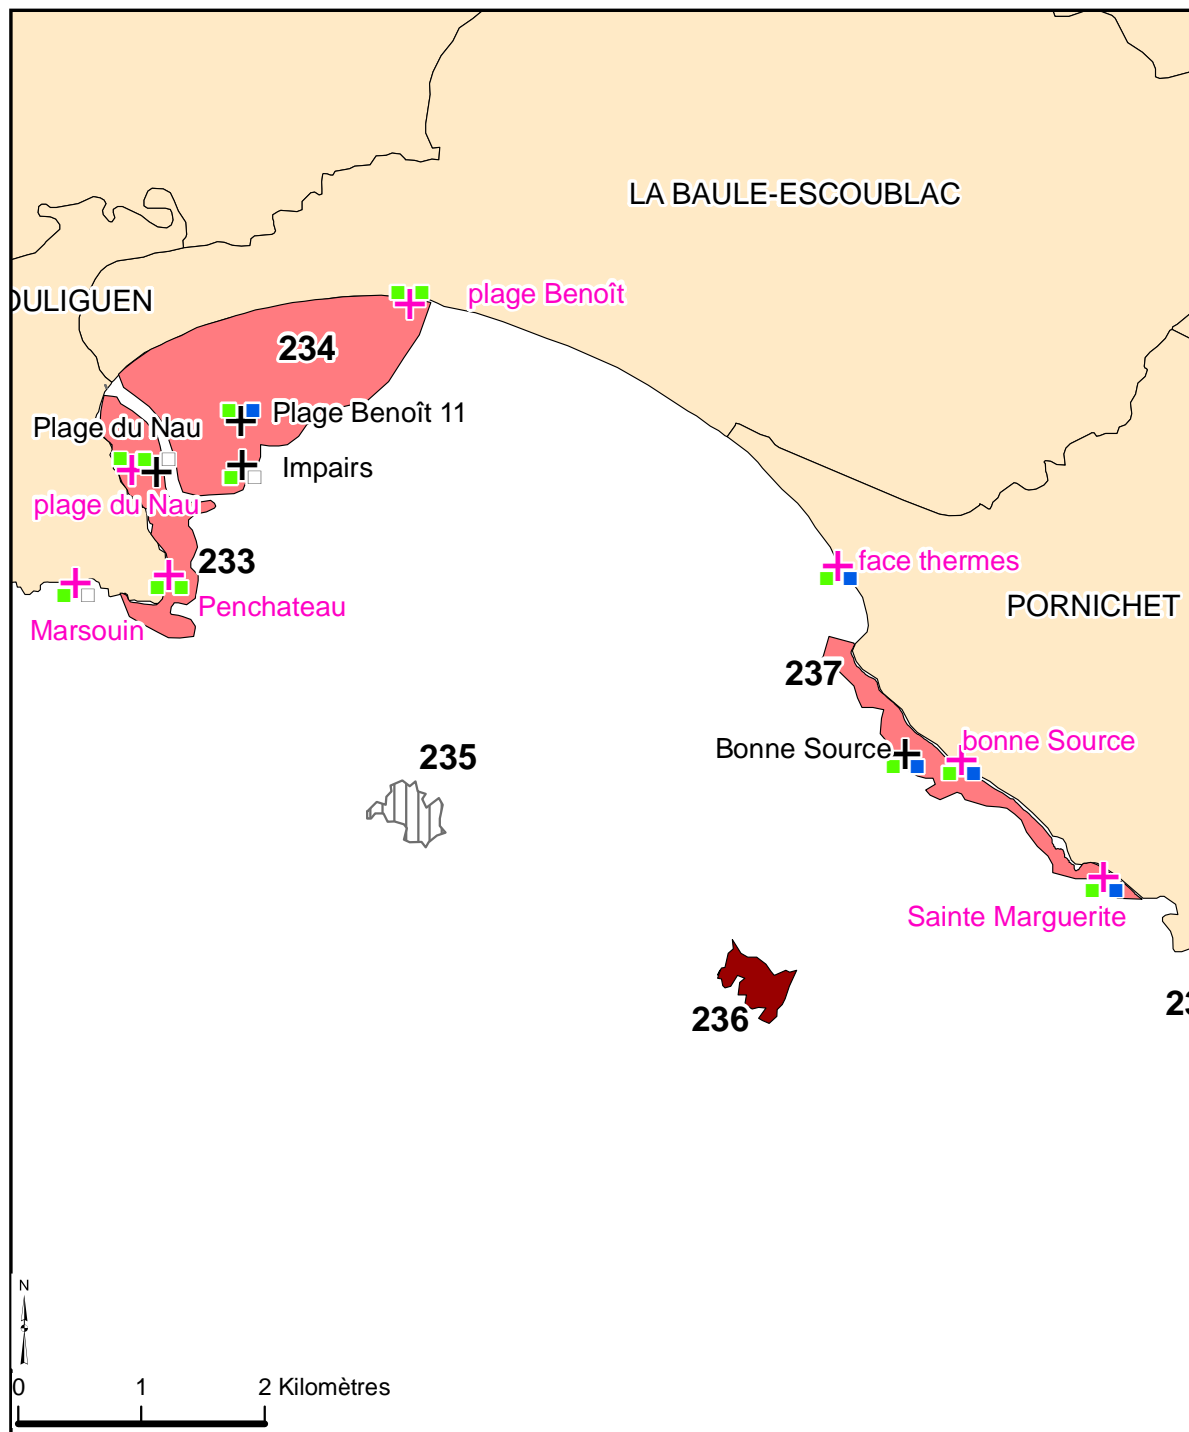 LA BAULE-ESCOUBLAC
OULIGUEN
plage Benoît
234
Plage Benoît 11
Plage du Nau
Impairs
plage du Nau
233
face thermes
Penchateau
PORNICHET
Marsouin
237
bonne Source
Bonne Source
235
Sainte Marguerite
236
23
N
0 1 2 Kilomètres